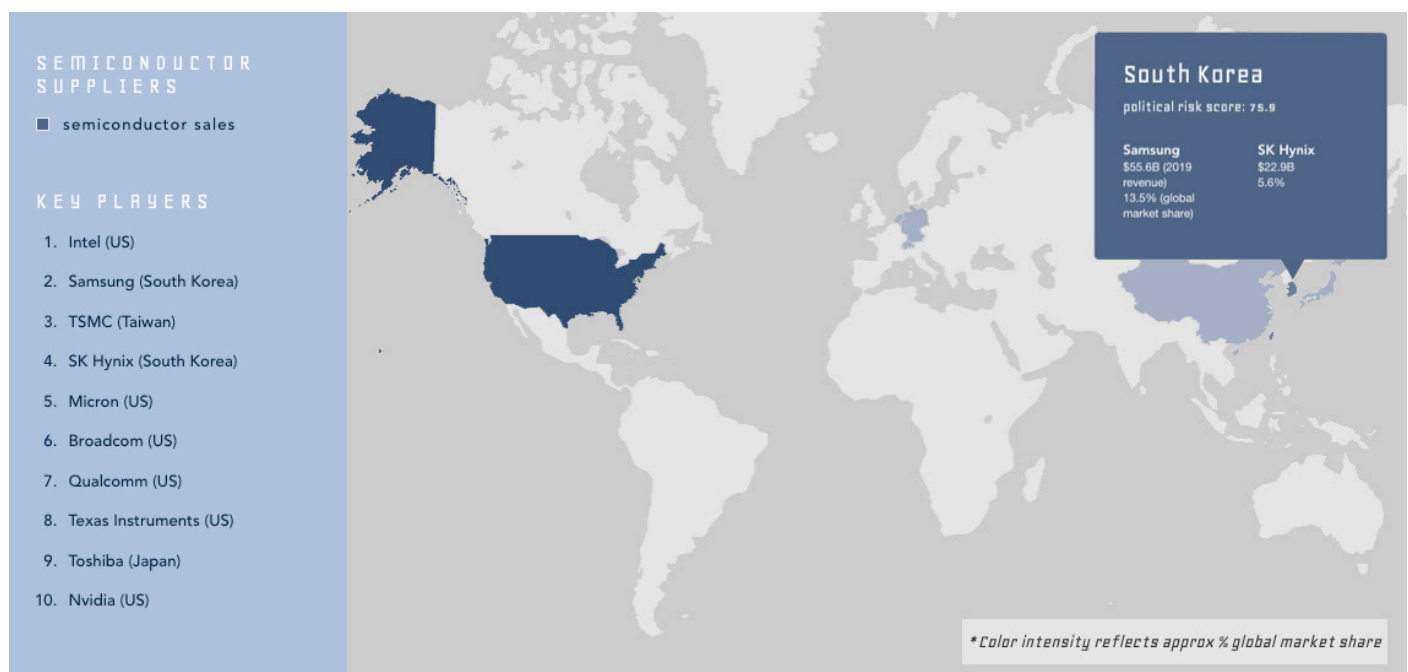 SEMICONDUCTOR
SUPPLIERS
semiconductor sales
KEY PLAYERS
1. Intel (US)
2. Samsung (South Korea)
3. TSMC (Taiwan)
4. SK Hynix (South Korea)
5. Micron (US)
6. Broadcom (US)
7. Qualcomm (US)
8. Texas Instruments (US)
9. Toshiba (Japan)
10. Nvidia (US)
South Korea
political risk score: 75.9
Samsung
$55.6B (2019
revenue)
13.5% (global
market share)
SK Hynix
$22.9B
5.6%
*Color intensity reflects approx % global market share